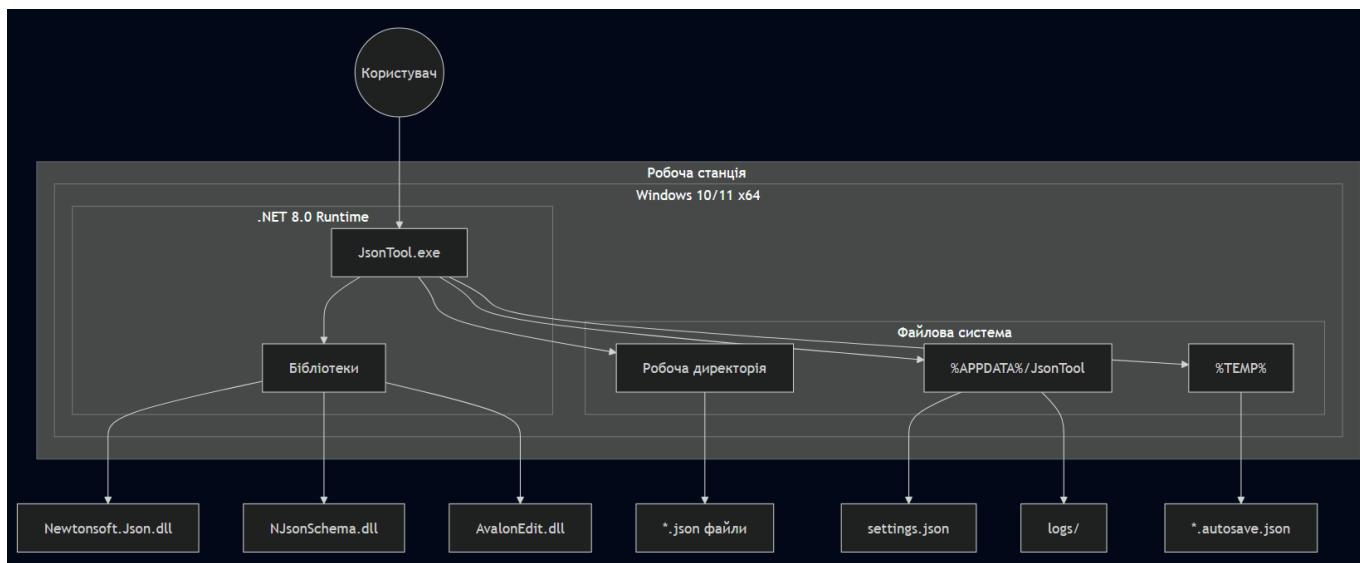 Користувач
Робоча станція
Windows 10/11 x64
.NET 8.0 Runtime
JsonTool.exe
Файлова система
Бібліотеки
Робоча директорія
%APPDATA%/JsonTool
%TEMP%
Newtonsoft.Json.dll
NJsonSchema.dll
AvalonEdit.dll
*.json файли
settings.json
logs/
*.autosave.json